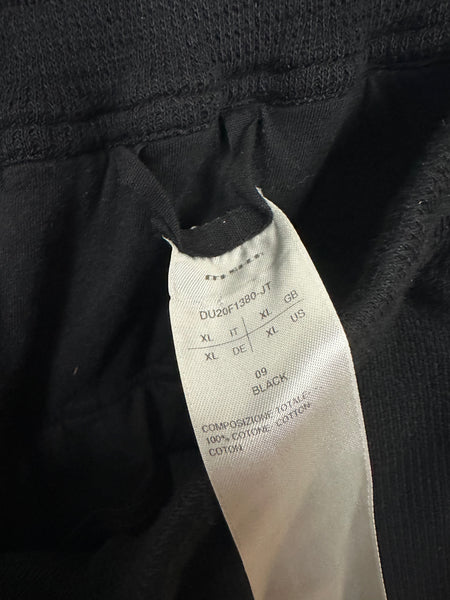 DU20F1380-JT
XL IT XL GB
XL DE XL US
09
BLACK
COMPOSIZIONE TOTALE
100% COTONE COTTON
COTON